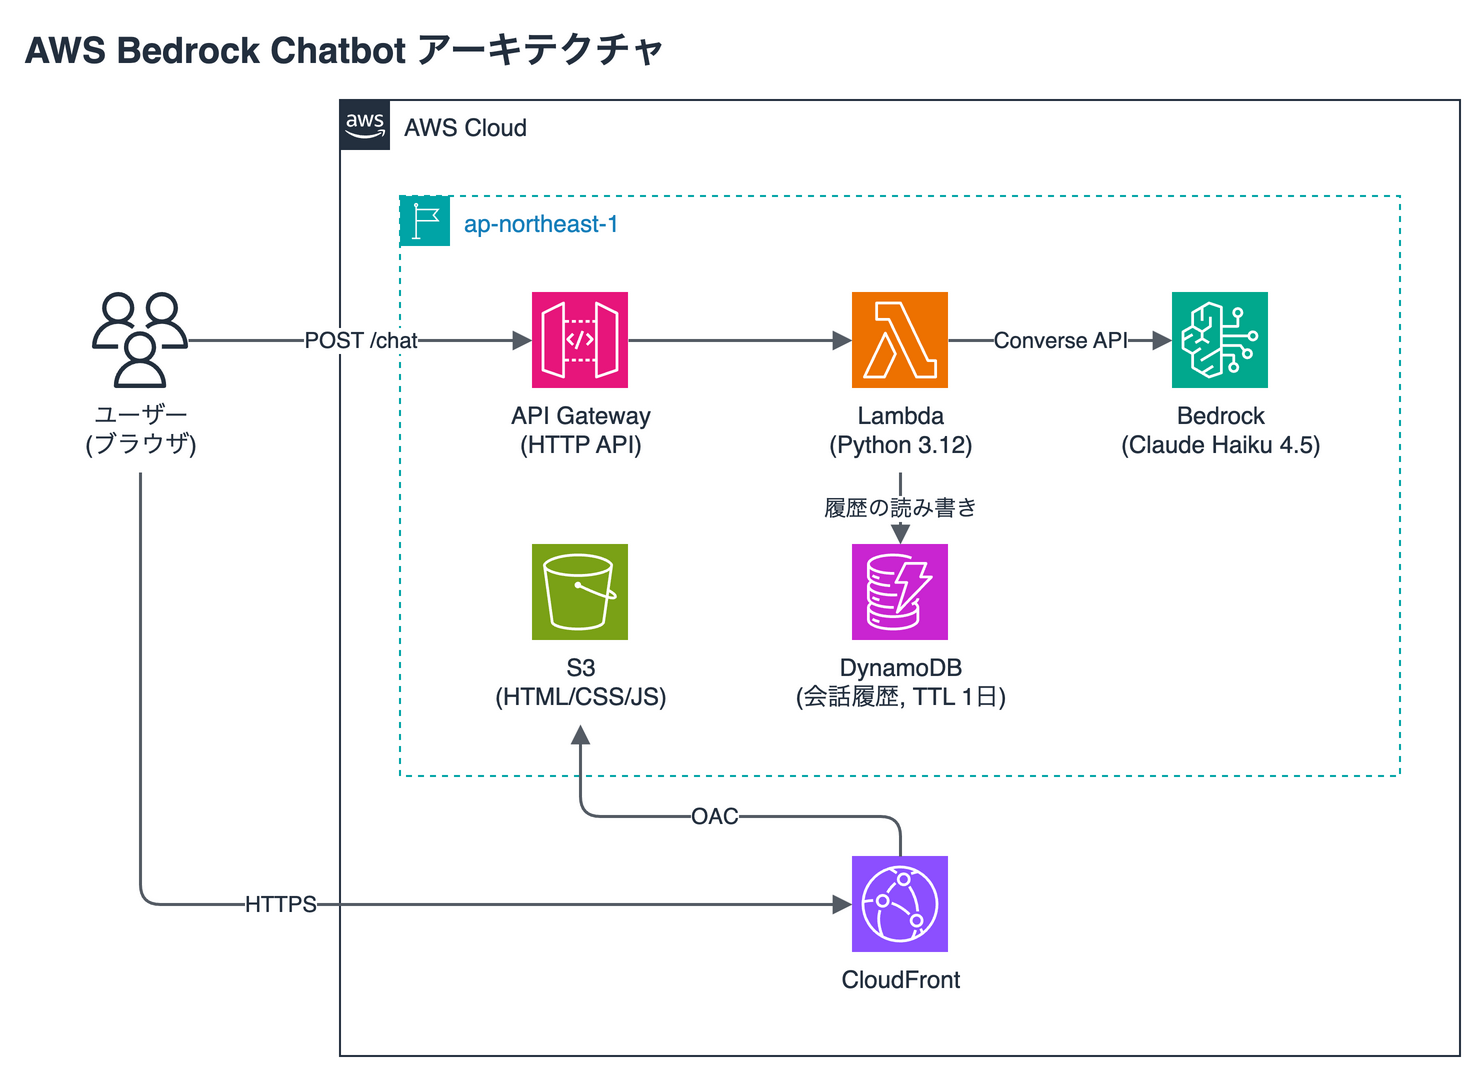 AWS Bedrock Chatbot アーキテクチャ
aws
AWS Cloud
ap-northeast-1
POST /chat
Converse API
ユーザー
(ブラウザ)
API Gateway
(HTTP API)
Lambda
(Python 3.12)
Bedrock
(Claude Haiku 4.5)
履歴の読み書き
S3
(HTML/CSS/JS)
DynamoDB
(会話履歴, TTL 1日)
OAC
HTTPS
CloudFront